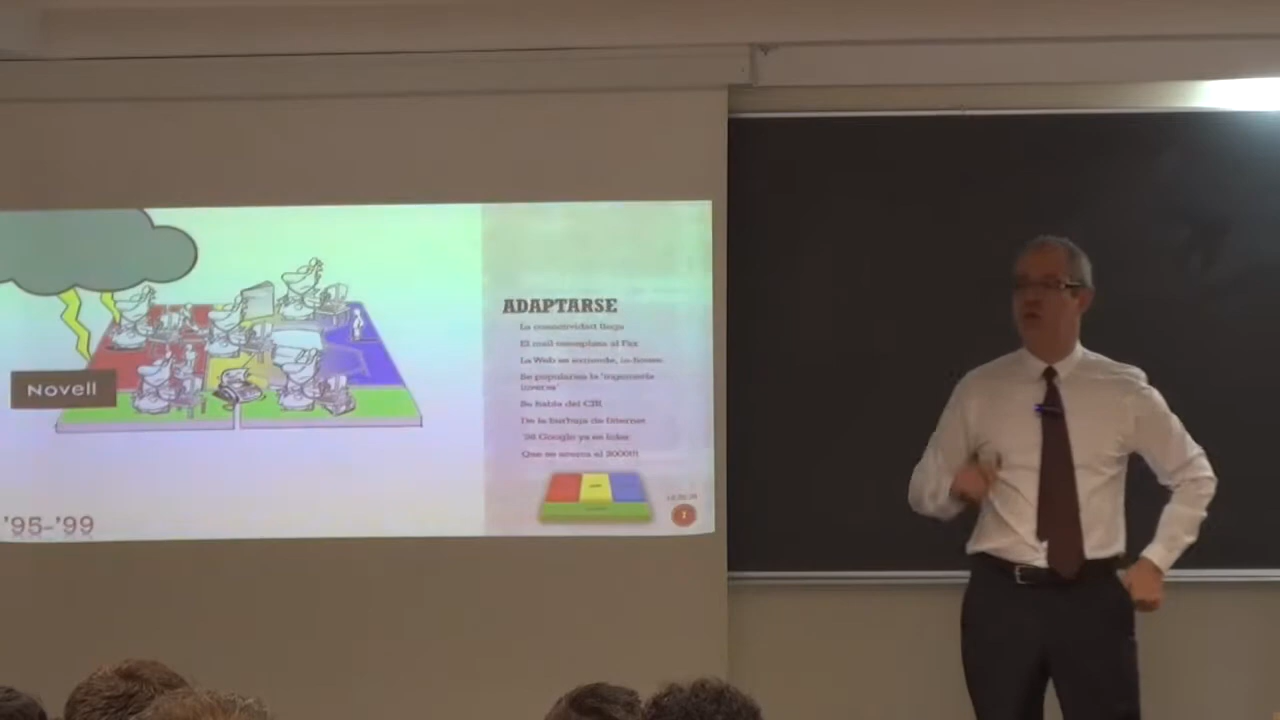 ADAPTARSE
La conectividad llega
El mail reemplaza al Fax
La Web se extiende, in-house.
Se populariza la "ingeniería
inversa"
Se habla del CIR
De la burbuja de Internet
'98 Google ya es líder
Que se acerca el 2000!!!
Novell
'95-'99